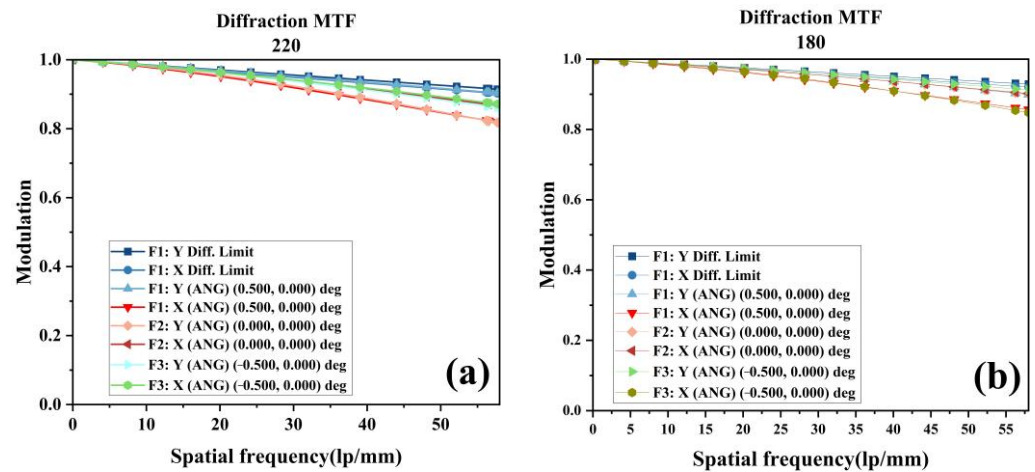 Diffraction MTF
220
Modulation
1.0
0.8
0.6
0.4
0.2
0.0
F1: Y Diff. Limit
F1: X Diff. Limit
F1: Y (ANG) (0.500, 0.000) deg
F1: X (ANG) (0.500, 0.000) deg
F2: Y (ANG) (0.000, 0.000) deg
F2: X (ANG) (0.000, 0.000) deg
F3: Y (ANG) (−0.500, 0.000) deg
F3: X (ANG) (−0.500, 0.000) deg
(a)
0 10 20 30 40 50
Spatial frequency(lp/mm)
Diffraction MTF
180
Modulation
1.0
0.8
0.6
0.4
0.2
0.0
F1: Y Diff. Limit
F1: X Diff. Limit
F1: Y (ANG) (0.500, 0.000) deg
F1: X (ANG) (0.500, 0.000) deg
F2: Y (ANG) (0.000, 0.000) deg
F2: X (ANG) (0.000, 0.000) deg
F3: Y (ANG) (−0.500, 0.000) deg
F3: X (ANG) (−0.500, 0.000) deg
(b)
0 5 10 15 20 25 30 35 40 45 50 55
Spatial frequency(lp/mm)